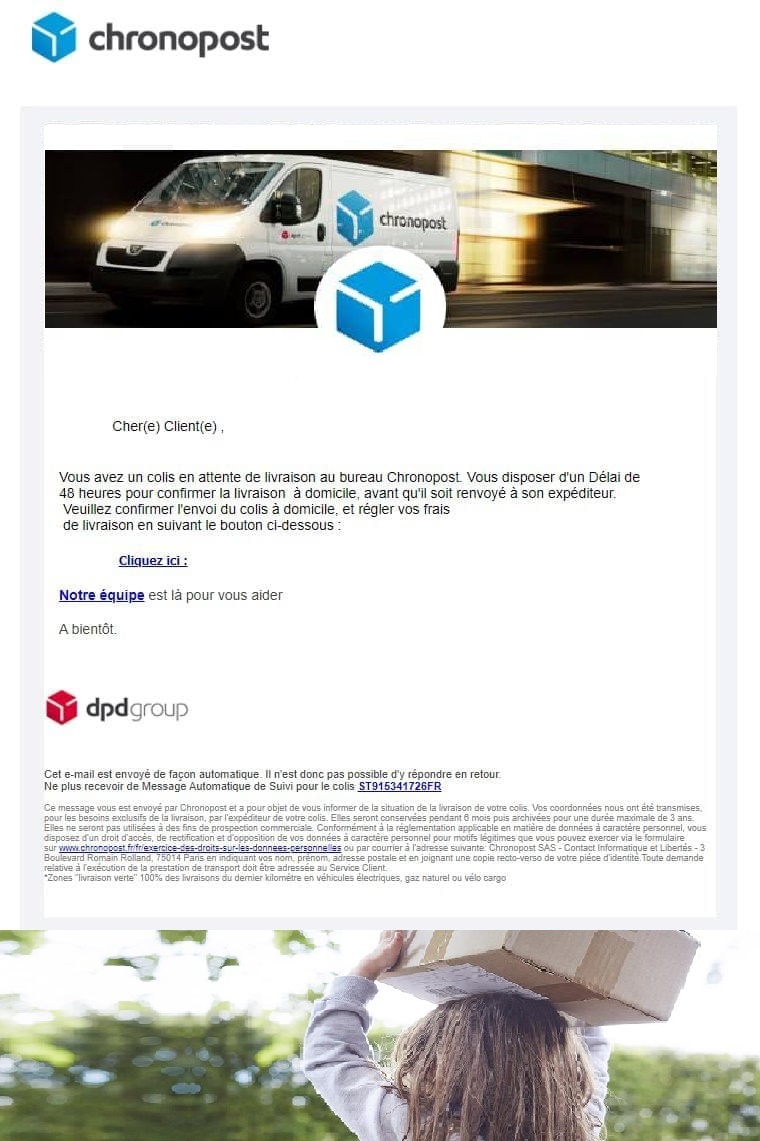 chronopost
chronopost
Cher(e) Client(e) ,
Vous avez un colis en attente de livraison au bureau Chronopost. Vous disposer d'un Délai de
48 heures pour confirmer la livraison à domicile, avant qu'il soit renvoyé à son expéditeur.
Veuillez confirmer l'envoi du colis à domicile, et régler vos frais
de livraison en suivant le bouton ci-dessous :
Cliquez ici :
Notre équipe est là pour vous aider
A bientôt.
dpdgroup
Cet e-mail est envoyé de façon automatique. Il n'est donc pas possible d'y répondre en retour.
Ne plus recevoir de Message Automatique de Suivi pour le colis ST915341726FR
Ce message vous est envoyé par Chronopost et a pour objet de vous informer de la situation de la livraison de votre colis. Vos coordonnées nous ont été transmises,
pour les besoins exclusifs de la livraison, par l'expéditeur de votre colis. Elles seront conservées pendant 6 mois puis archivées pour une durée maximale de 3 ans.
Elles ne seront pas utilisées à des fins de prospection commerciale. Conformément à la réglementation applicable en matière de données à caractère personnel, vous
disposez d'un droit d'accès, de rectification et d'opposition de vos données à caractère personnel pour motifs légitimes que vous pouvez exercer via le formulaire
sur www.chronopost.fr/fr/exercice-des-droits-sur-les-donnees-personnelles ou par courrier à l'adresse suivante: Chronopost SAS - Contact Informatique et Libertés - 3
Boulevard Romain Rolland, 75014 Paris en indiquant vos nom, prénom, adresse postale et en joignant une copie recto-verso de votre pièce d'identité.Toute demande
relative à l'exécution de la prestation de transport doit être adressée au Service Client.
*Zones "livraison verte" 100% des livraisons du dernier kilomètre en véhicules électriques, gaz naturel ou vélo cargo